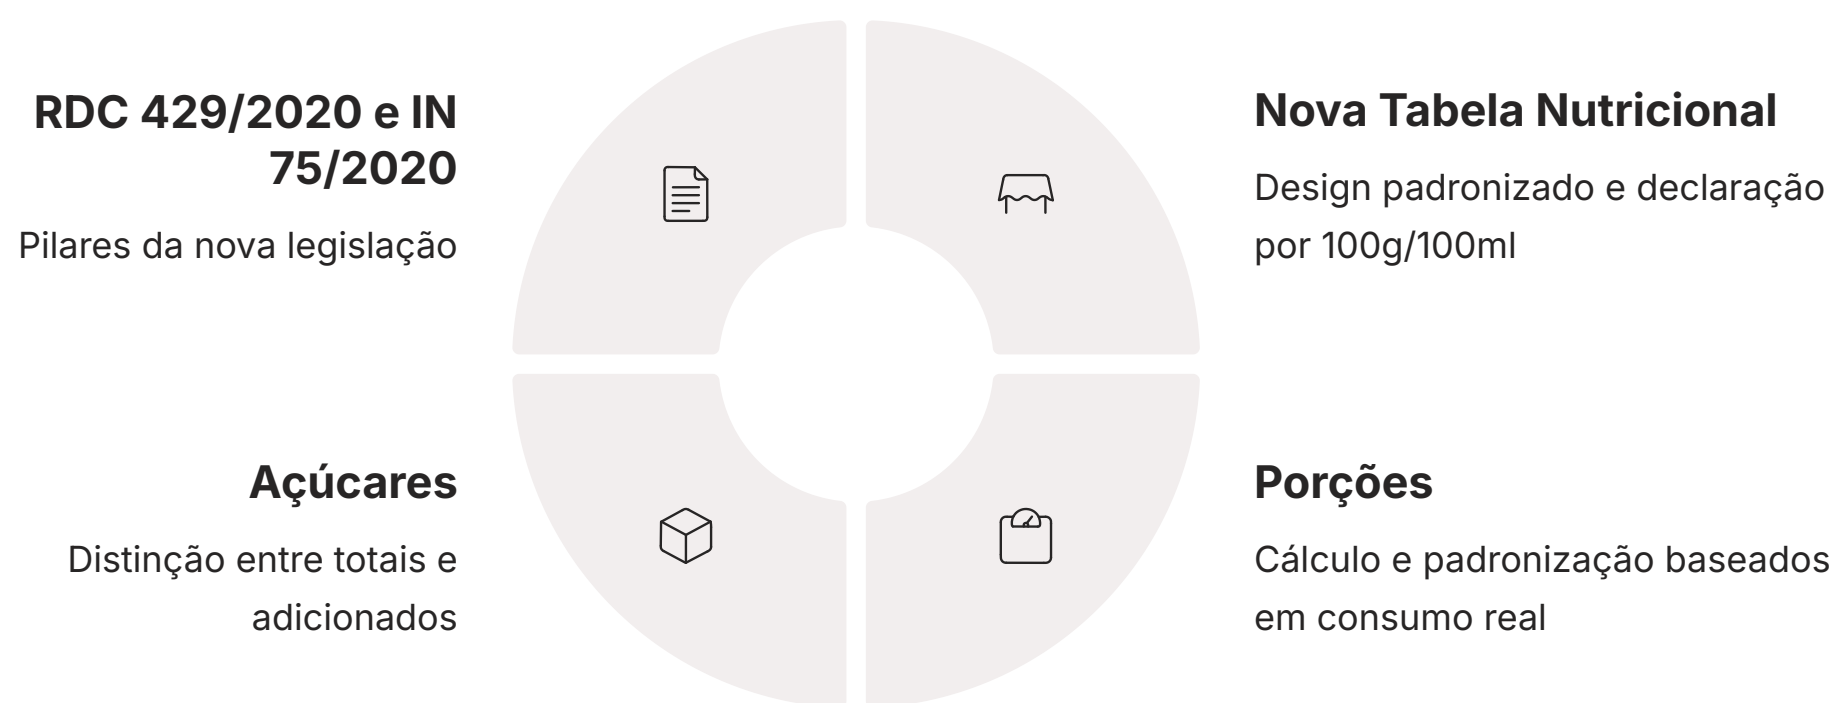 RDC 429/2020 e IN
75/2020
Pilares da nova legislação
Nova Tabela Nutricional
Design padronizado e declaração
por 100g/100ml
Açúcares
Distinção entre totais e
adicionados
Porções
Cálculo e padronização baseados
em consumo real